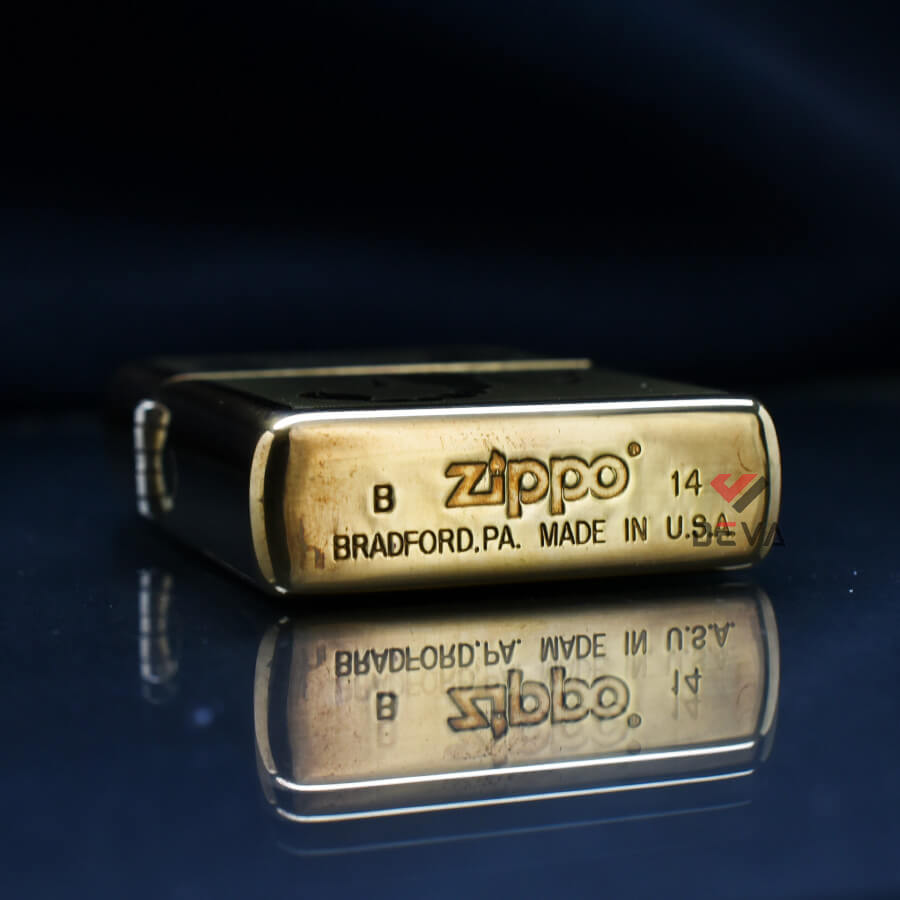 B zippo® 14
BRADFORD,PA. MADE IN U.S.A.
DEVA